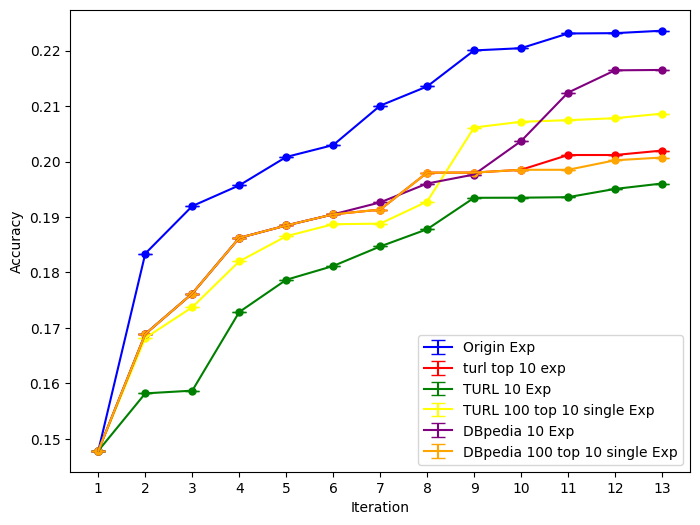 0.22
0.21
0.20
0.19
0.18
0.17
0.16
0.15
Accuracy
Origin Exp
turl top 10 exp
TURL 10 Exp
TURL 100 top 10 single Exp
DBpedia 10 Exp
DBpedia 100 top 10 single Exp
1 2 3 4 5 6 7 8 9 10 11 12 13
Iteration